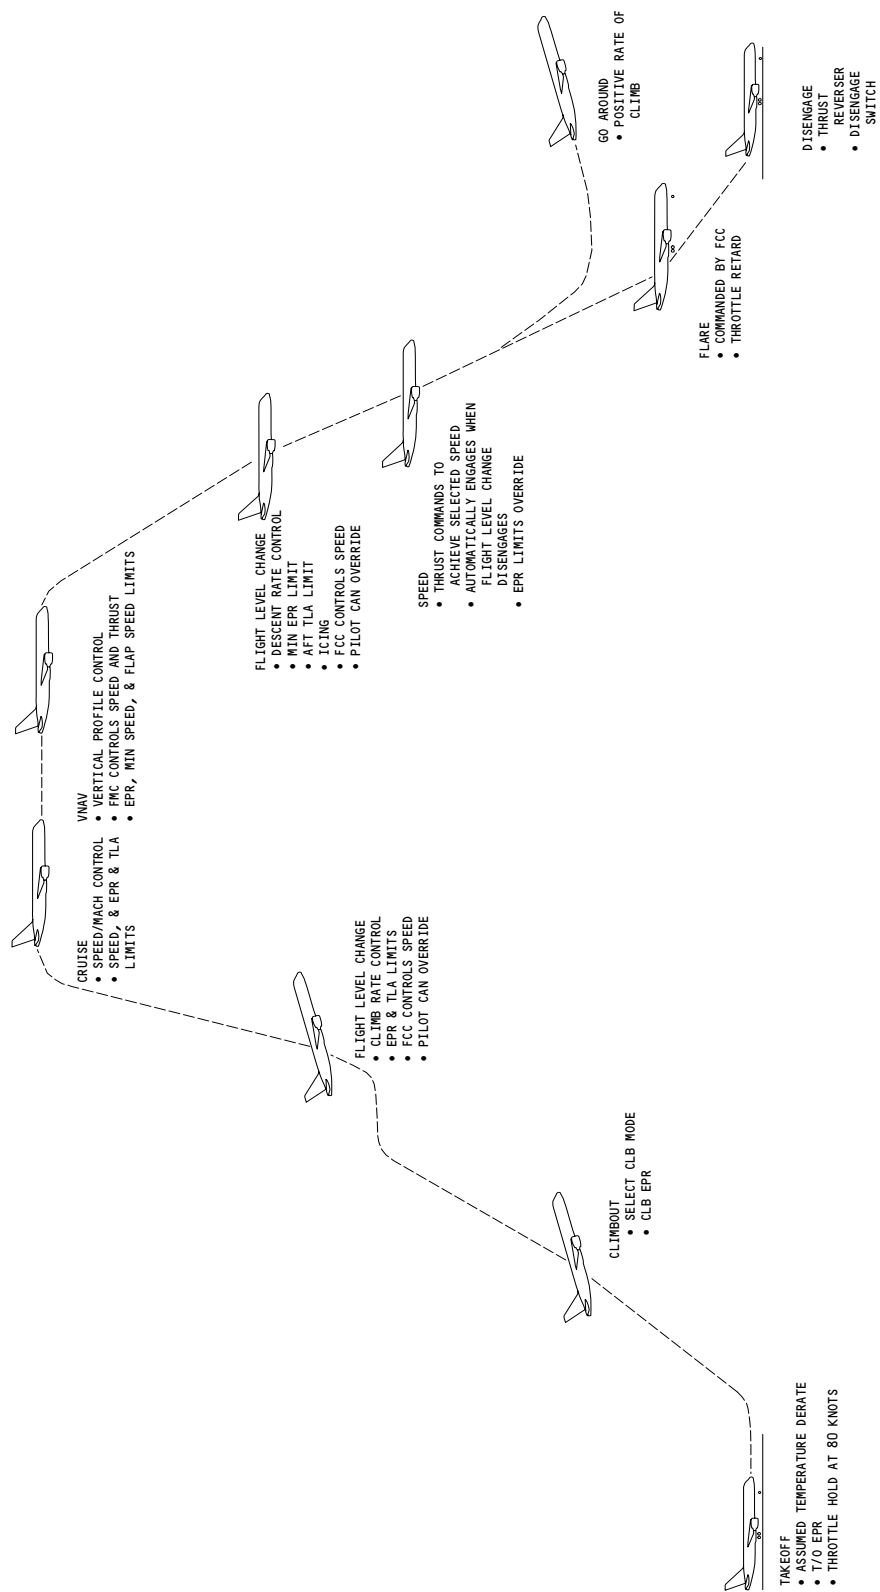 TAKEOFF
• ASSUMED TEMPERATURE DERATE
• T/O EPR
• THROTTLE HOLD AT 80 KNOTS
CLIMBOUT
• SELECT CLB MODE
• CLB EPR
FLIGHT LEVEL CHANGE
• CLIMB RATE CONTROL
• EPR & TLA LIMITS
• FCC CONTROLS SPEED
• PILOT CAN OVERRIDE
CRUISE
• SPEED/MACH CONTROL
• SPEED, & EPR & TLA
LIMITS
VNAV
• VERTICAL PROFILE CONTROL
• FMC CONTROLS SPEED AND THRUST
• EPR, MIN SPEED, & FLAP SPEED LIMITS
FLIGHT LEVEL CHANGE
• DESCENT RATE CONTROL
• MIN EPR LIMIT
• AFT TLA LIMIT
• ICING
• FCC CONTROLS SPEED
• PILOT CAN OVERRIDE
SPEED
• THRUST COMMANDS TO
ACHIEVE SELECTED SPEED
• AUTOMATICALLY ENGAGES WHEN
FLIGHT LEVEL CHANGE
DISENGAGES
• EPR LIMITS OVERRIDE
FLARE
• COMMANDED BY FCC
• THROTTLE RETARD
GO AROUND
• POSITIVE RATE OF
CLIMB
DISENGAGE
• THRUST
REVERSER
• DISENGAGE
SWITCH